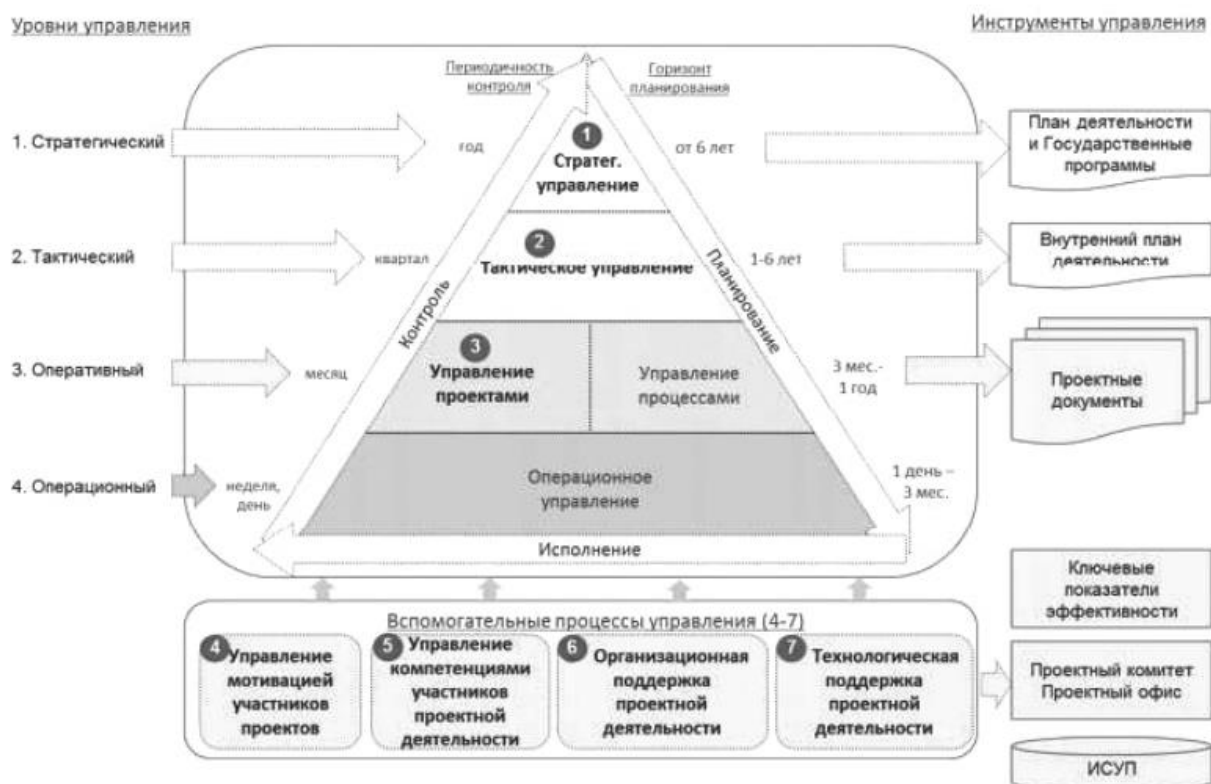 Уровни управления
Инструменты управления
Периодичность
контроля
Горизонт
планирования
1. Стратегический
год
1
Стратег.
управление
от 6 лет
План деятельности
и Государственные
программы
2. Тактический
квартал
2
Тактическое управление
1-6 лет
Внутренний план
деятельности
Контроль
Планирование
3. Оперативный
месяц
3
Управление
проектами
Управление
процессами
3 мес.-
1 год
Проектные
документы
4. Операционный
неделя,
день
Операционное
управление
1 день –
3 мес.
Исполнение
Вспомогательные процессы управления (4-7)
4
Управление
мотивацией
участников
проектов
5
Управление
компетенциями
участников
проектной
деятельности
6
Организационная
поддержка
проектной
деятельности
7
Технологическая
поддержка
проектной
деятельности
Ключевые
показатели
эффективности
Проектный комитет
Проектный офис
ИСУП